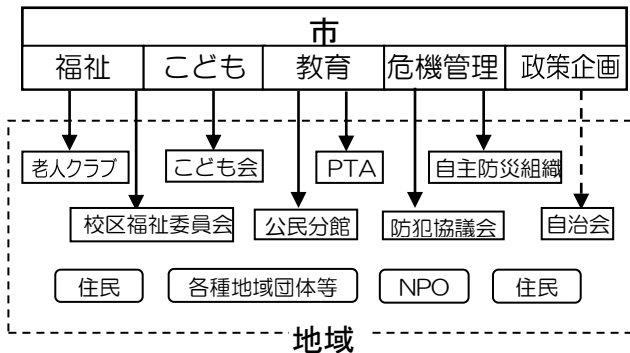 市
福祉 こども 教育 危機管理 政策企画
老人クラブ こども会 PTA 自主防災組織
校区福祉委員会 公民分館 防犯協議会 自治会
住民 各種地域団体等 NPO 住民
地域